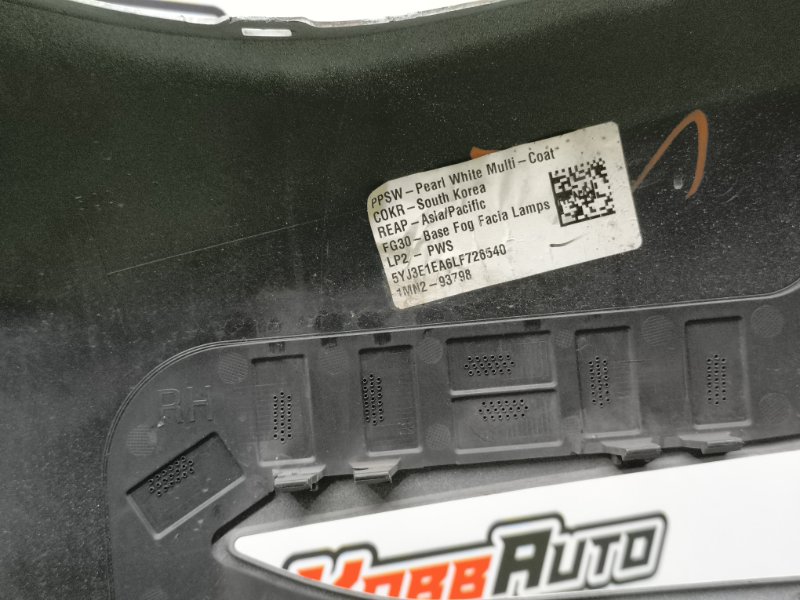 PPSW - Pearl White Multi - Coat
COKR - South Korea
REAP - Asia/Pacific
FG30 - Base Fog Facia Lamps
LP2 - PWS
5YJ3E1EA6LF726540
1MN2-93798
RH
KOBBAUTO